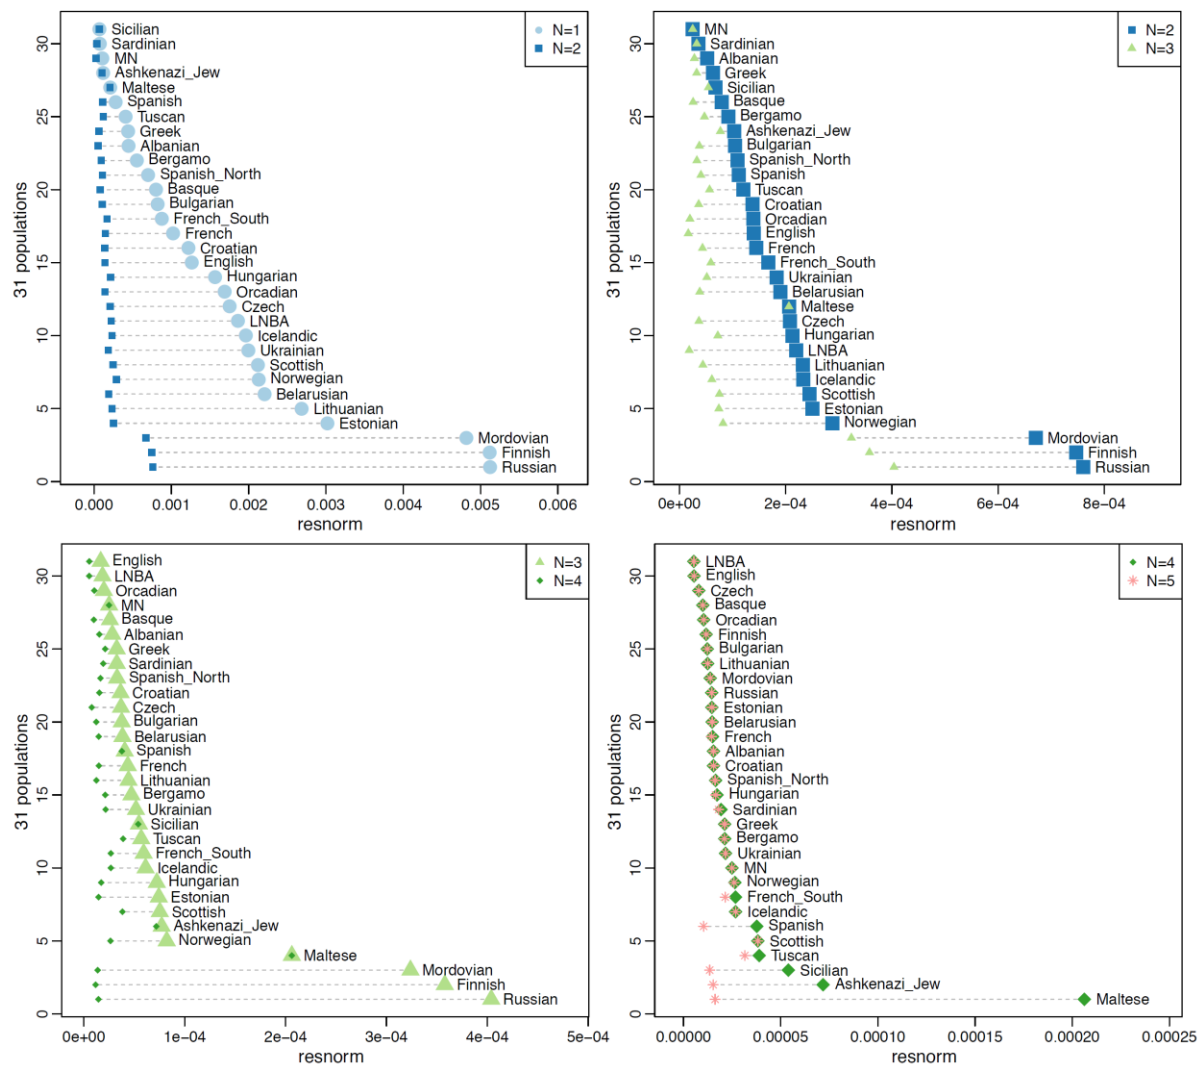 Sicilian
Sardinian
MN
Ashkenazi_Jew
Maltese
Spanish
Tuscan
Greek
Albanian
Bergamo
Spanish_North
Basque
Bulgarian
French_South
French
Croatian
English
Hungarian
Orcadian
Czech
LNBA
Icelandic
Ukrainian
Scottish
Norwegian
Belarusian
Lithuanian
Estonian
Mordovian
Finnish
Russian
N=1
N=2
31 populations
0
5
10
15
20
25
30
0.000 0.001 0.002 0.003 0.004 0.005 0.006
resnorm
MN
Sardinian
Albanian
Greek
Sicilian
Basque
Bergamo
Ashkenazi_Jew
Bulgarian
Spanish_North
Spanish
Tuscan
Croatian
Orcadian
English
French
French_South
Ukrainian
Belarusian
Maltese
Czech
Hungarian
LNBA
Lithuanian
Icelandic
Scottish
Estonian
Norwegian
Mordovian
Finnish
Russian
N=2
N=3
31 populations
0
5
10
15
20
25
30
0e+00 2e-04 4e-04 6e-04 8e-04
resnorm
English
LNBA
Orcadian
MN
Basque
Albanian
Greek
Sardinian
Spanish_North
Croatian
Czech
Bulgarian
Belarusian
Spanish
French
Lithuanian
Bergamo
Ukrainian
Sicilian
Tuscan
French_South
Icelandic
Hungarian
Estonian
Scottish
Ashkenazi_Jew
Norwegian
Maltese
Mordovian
Finnish
Russian
N=3
N=4
31 populations
0
5
10
15
20
25
30
0e+00 1e-04 2e-04 3e-04 4e-04 5e-04
resnorm
LNBA
English
Czech
Basque
Orcadian
Finnish
Bulgarian
Lithuanian
Mordovian
Russian
Estonian
Belarusian
French
Albanian
Croatian
Spanish_North
Hungarian
Sardinian
Greek
Bergamo
Ukrainian
MN
Norwegian
French_South
Icelandic
Spanish
Scottish
Tuscan
Sicilian
Ashkenazi_Jew
Maltese
N=4
N=5
31 populations
0
5
10
15
20
25
30
0.00000 0.00005 0.00010 0.00015 0.00020 0.00025
resnorm